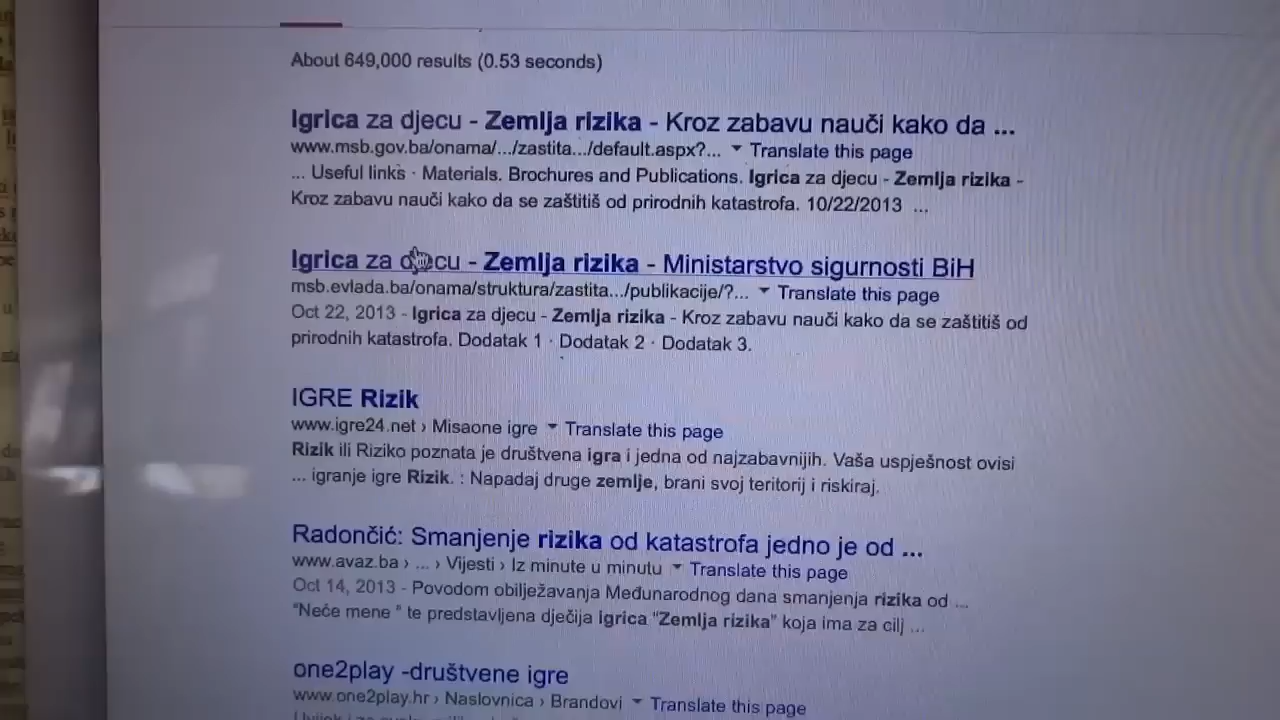 About 649,000 results (0.53 seconds)
Igrica za djecu - Zemlja rizika - Kroz zabavu nauči kako da ...
www.msb.gov.ba/onama/.../zastita.../default.aspx?... Translate this page
... Useful links · Materials. Brochures and Publications. Igrica za djecu - Zemlja rizika -
Kroz zabavu nauči kako da se zaštitiš od prirodnih katastrofa. 10/22/2013 ...
Igrica za djecu - Zemlja rizika - Ministarstvo sigurnosti BiH
msb.evlada.ba/onama/struktura/zastita.../publikacije/?... Translate this page
Oct 22, 2013 - Igrica za djecu - Zemlja rizika - Kroz zabavu nauči kako da se zaštitiš od
prirodnih katastrofa. Dodatak 1 · Dodatak 2 · Dodatak 3.
IGRE Rizik
www.igre24.net › Misaone igre Translate this page
Rizik ili Riziko poznata je društvena igra i jedna od najzabavnijih. Vaša uspješnost ovisi
... igranje igre Rizik. : Napadaj druge zemlje, brani svoj teritorij i riskiraj.
Radončić: Smanjenje rizika od katastrofa jedno je od ...
www.avaz.ba › ... › Vijesti › Iz minute u minutu Translate this page
Oct 14, 2013 - Povodom obilježavanja Međunarodnog dana smanjenja rizika od ...
"Neće mene " te predstavljena dječija igrica "Zemlja rizika" koja ima za cilj ...
one2play -društvene igre
www.one2play.hr › Naslovnica › Brandovi Translate this page